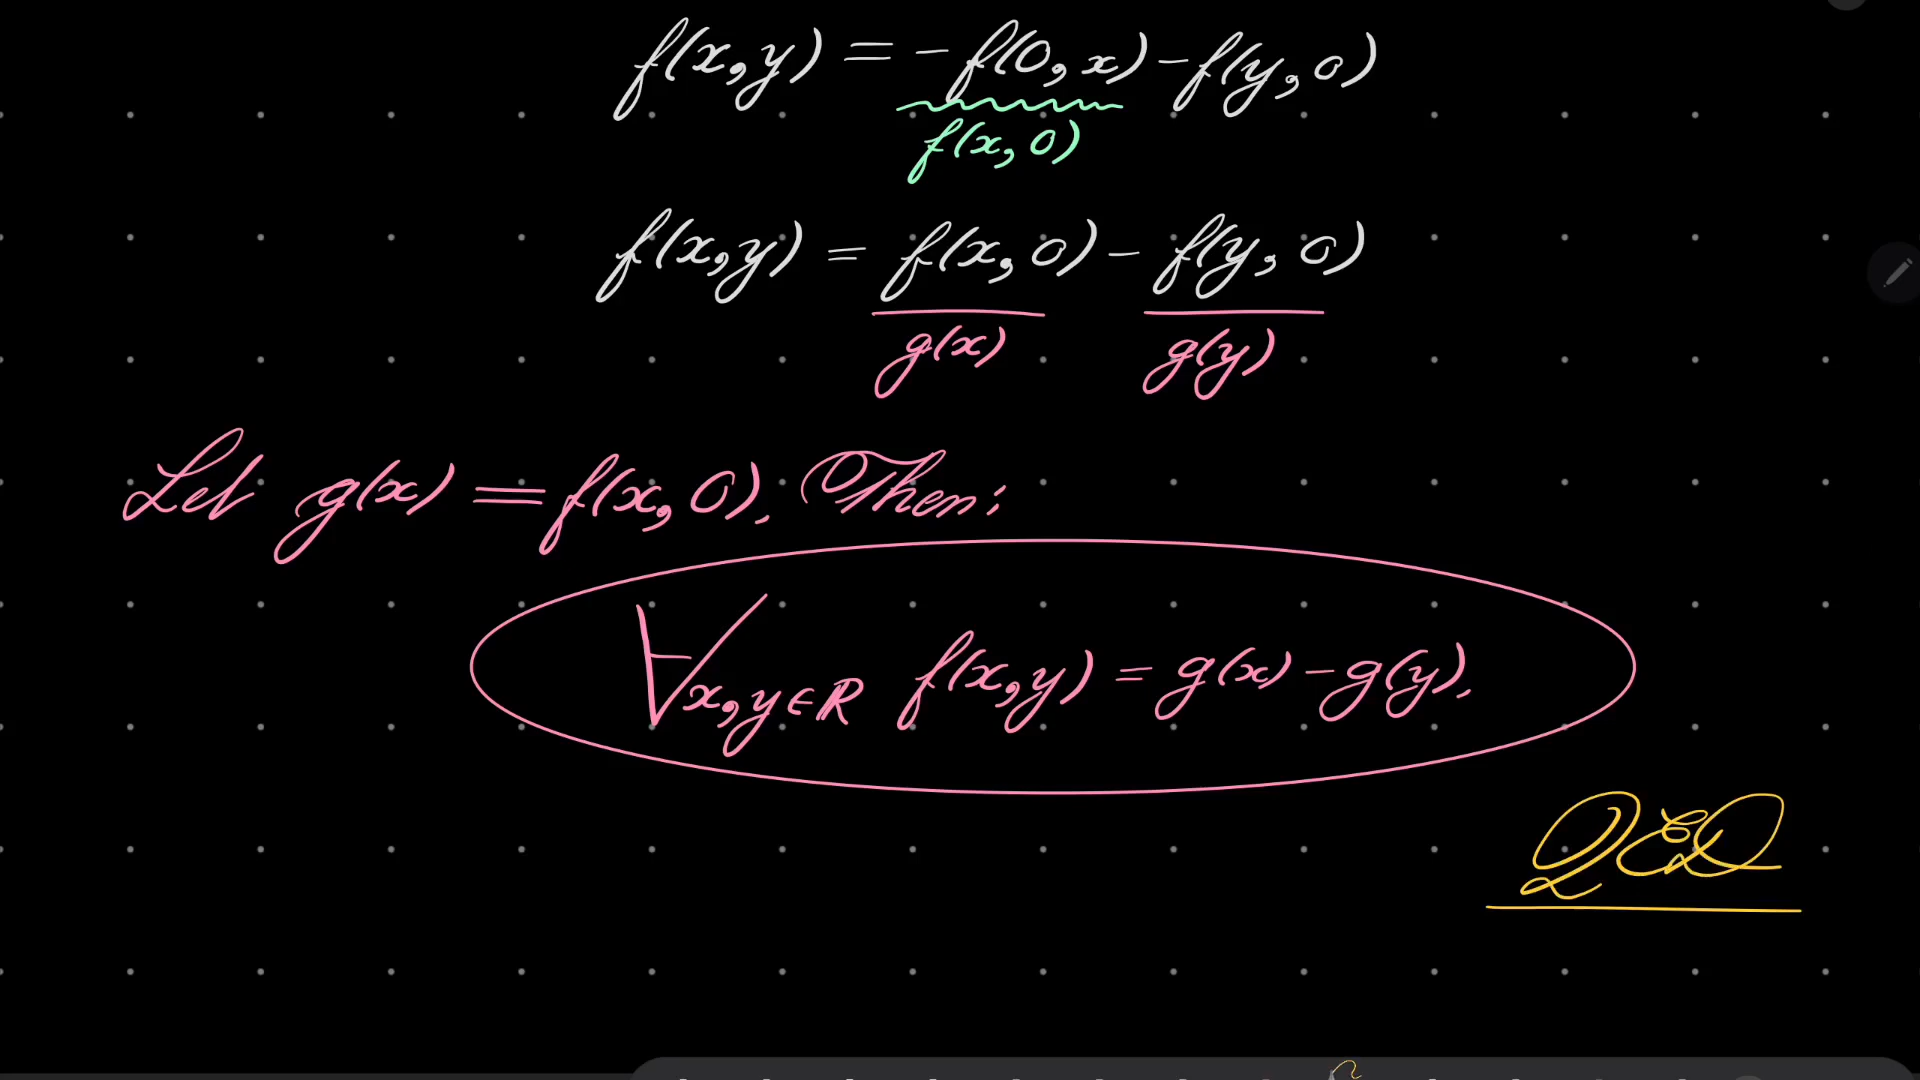 f(x,y) = -f(0,x)-f(y,0)
f(x,0)
f(x,y) = f(x,0)-f(y,0)
g(x) g(y)
Let g(x) = f(x,0). Then:
∀x,y∈ℝ f(x,y) = g(x)-g(y).
QED